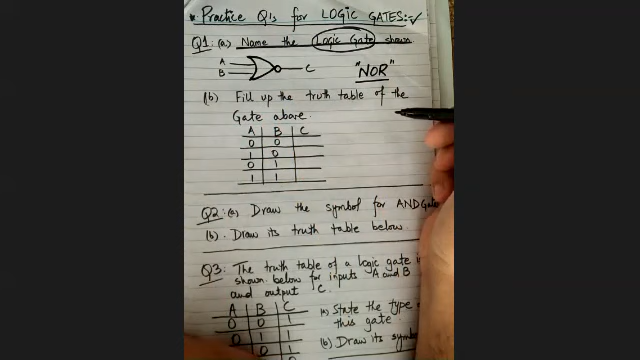 * Practice Q's for LOGIC GATES:-
Q1: (a) Name the Logic Gate shown
A
B
C
"NOR"
(b) Fill up the truth table of the
Gate above.
A B C
0 0
1 0
0 1
1 1
Q2: (a) Draw the symbol for AND Gate
(b). Draw its truth table below.
Q3: The truth table of a logic gate
shown below for inputs A and B
and output C.
A B C
0 0 1
0 1 1
0 1
(a) State the type
this gate.
(b) Draw its